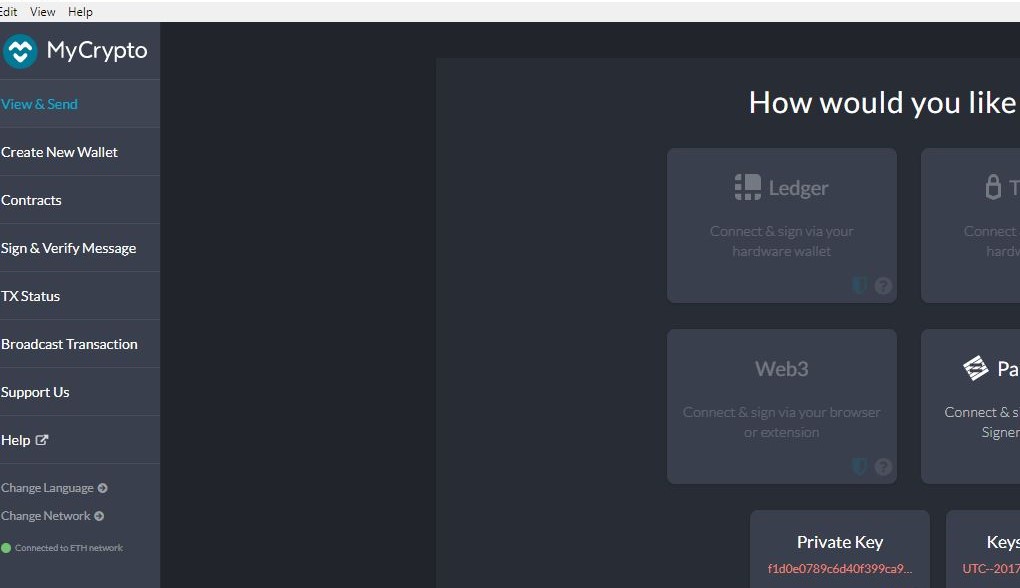 Edit View Help
MyCrypto
View & Send
Create New Wallet
Contracts
Sign & Verify Message
TX Status
Broadcast Transaction
Support Us
Help
Change Language
Change Network
Connected to ETH network
How would you like
Ledger
Connect & sign via your
hardware wallet
?
T
Connect
hardw
Web3
Connect & sign via your browser
or extension
?
Pa
Connect & s
Signer
Private Key
f1d0e0789c6d40f399ca9...
Keys
UTC--2017